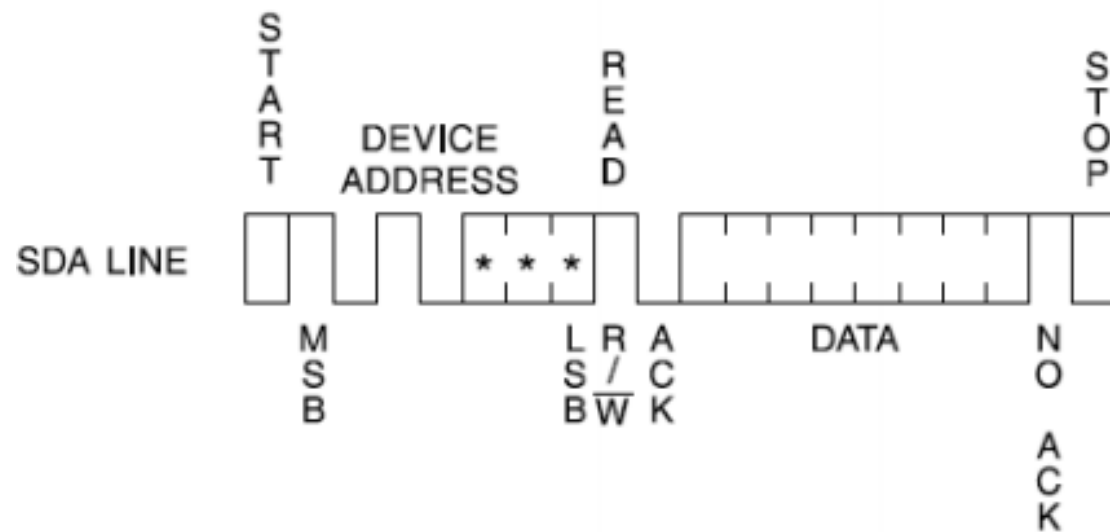 START
READ
STOP
DEVICE
ADDRESS
SDA LINE
* * *
MSB
LSB
R/W
ACK
DATA
NO ACK